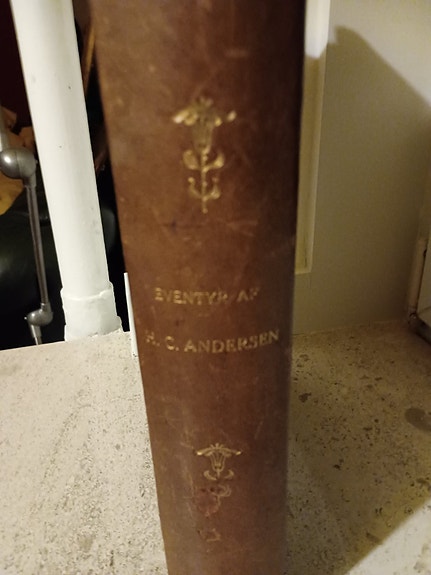 EVENTYR AF
H. C. ANDERSEN